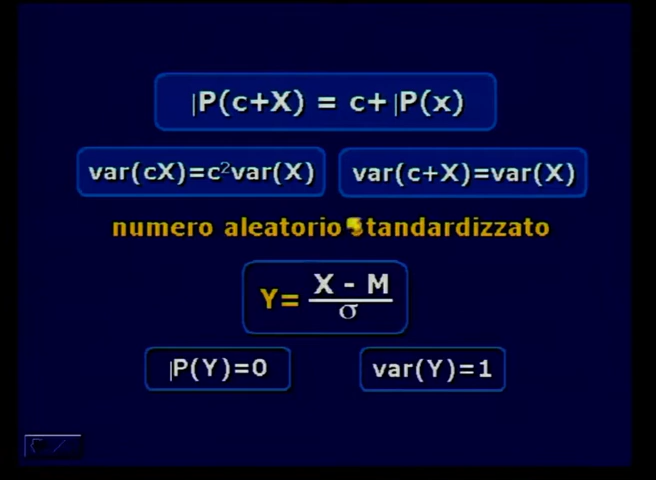 ℙ(c+X) = c+ℙ(x)
var(cX)=c²var(X)
var(c+X)=var(X)
numero aleatorio standardizzato
Y= X - M / σ
ℙ(Y)=0
var(Y)=1